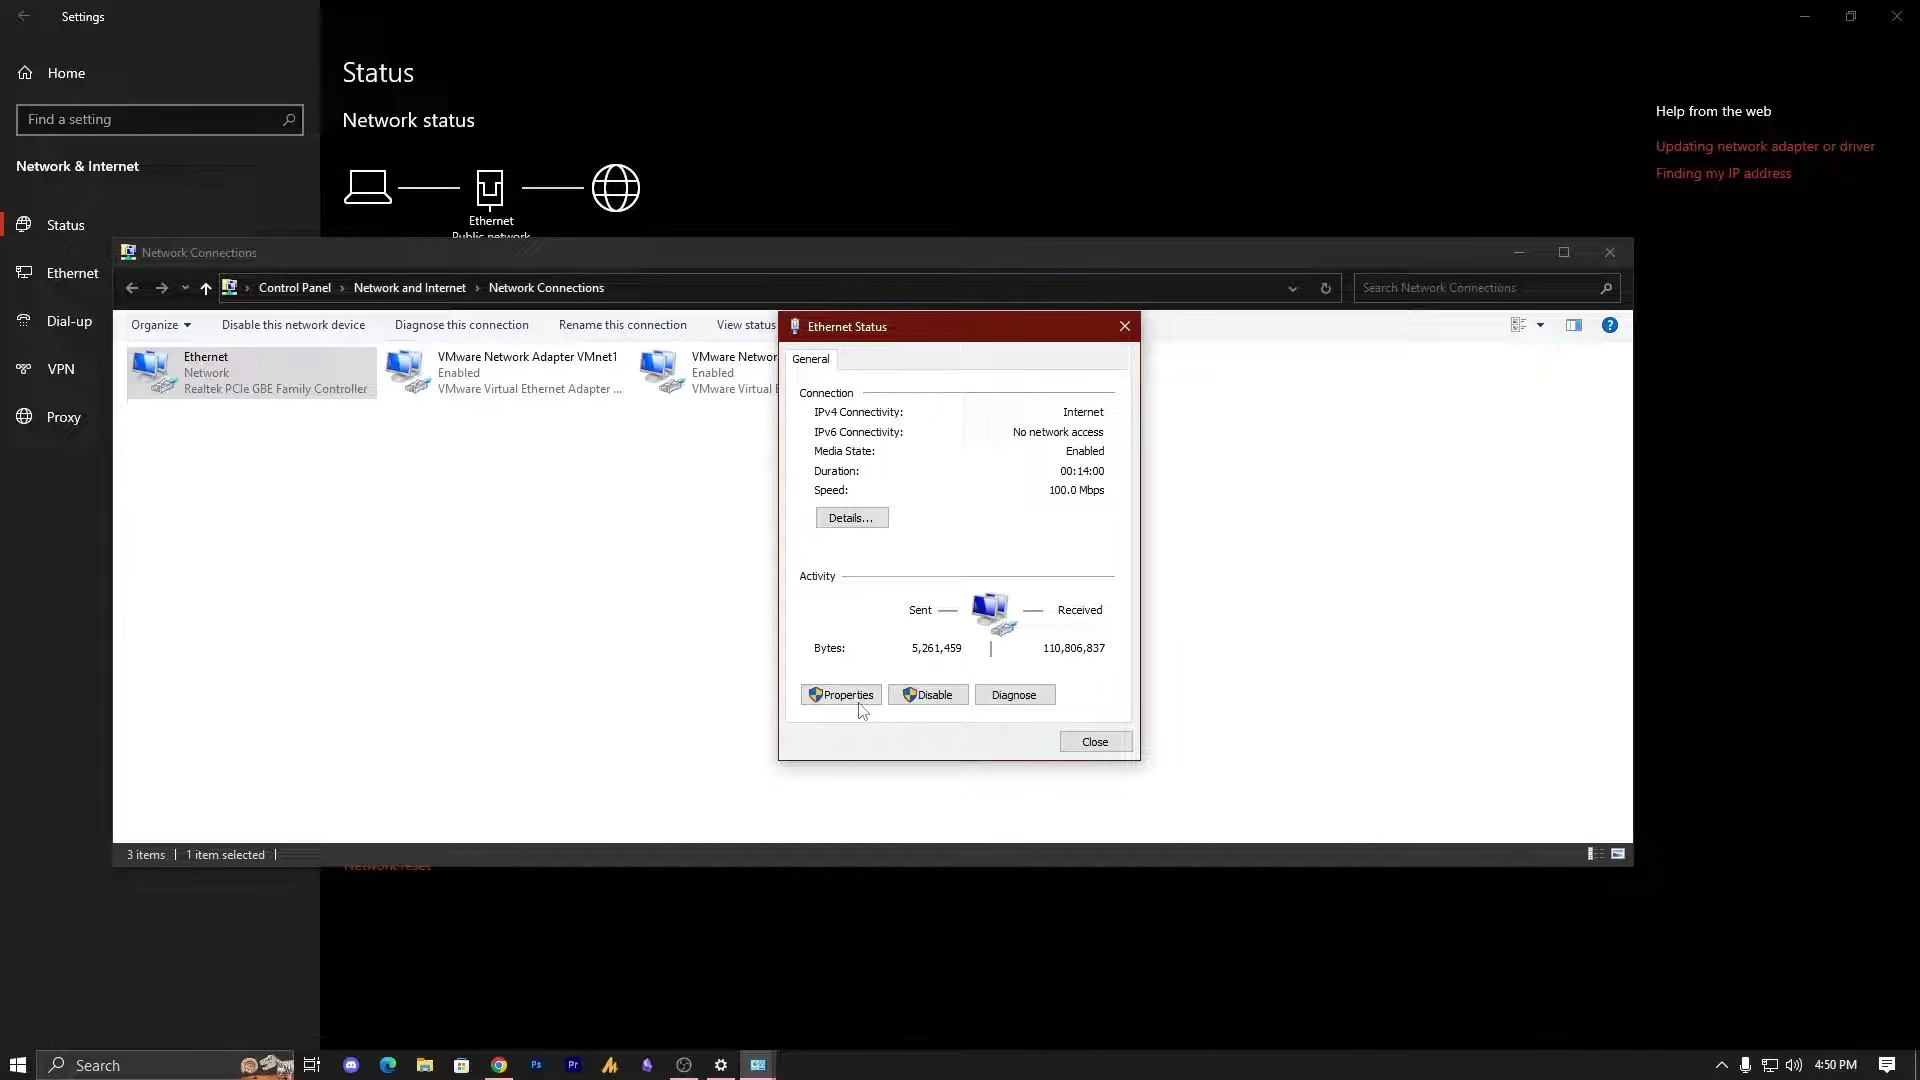 Settings
Home
Find a setting
Network & Internet
Status
Ethernet
Dial-up
VPN
Proxy
Status
Network status
Ethernet
Public network
Help from the web
Updating network adapter or driver
Finding my IP address
Network Connections
Control Panel › Network and Internet › Network Connections
Search Network Connections
Organize
Disable this network device
Diagnose this connection
Rename this connection
View status
Ethernet
Network
Realtek PCIe GBE Family Controller
VMware Network Adapter VMnet1
Enabled
VMware Virtual Ethernet Adapter ...
VMware Networ
Enabled
VMware Virtual E
Ethernet Status
General
Connection
IPv4 Connectivity: Internet
IPv6 Connectivity: No network access
Media State: Enabled
Duration: 00:14:00
Speed: 100.0 Mbps
Details...
Activity
Sent
Received
Bytes: 5,261,459 | 110,806,837
Properties
Disable
Diagnose
Close
3 items
1 item selected
Network reset
Search
Ps
Pr
4:50 PM